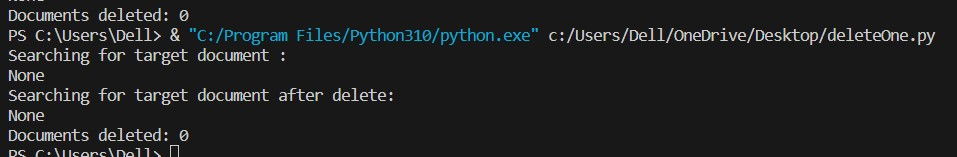 None
Documents deleted: 0
PS C:\Users\Dell> & "C:/Program Files/Python310/python.exe" c:/Users/Dell/OneDrive/Desktop/deleteOne.py
Searching for target document :
None
Searching for target document after delete:
None
Documents deleted: 0
PS C:\Users\Dell>